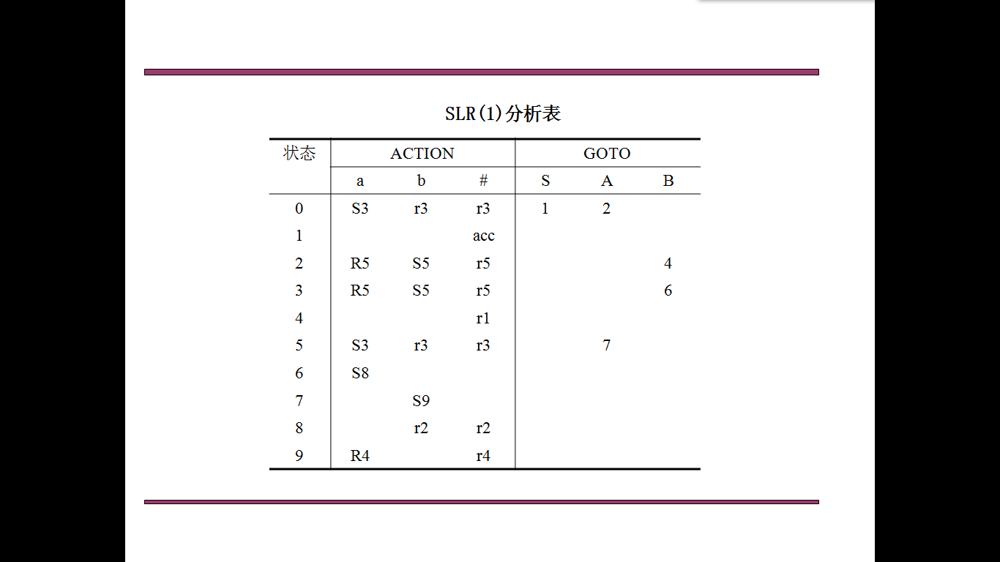 SLR(1)分析表
状态 ACTION GOTO
a b # S A B
0 S3 r3 r3 1 2
1 acc
2 R5 S5 r5 4
3 R5 S5 r5 6
4 r1
5 S3 r3 r3 7
6 S8
7 S9
8 r2 r2
9 R4 r4